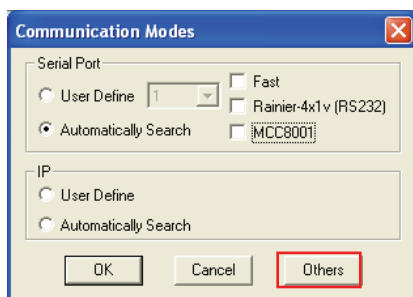 Communication Modes
Serial Port
User Define 1
Fast
Rainier-4x1v (RS232)
Automatically Search
MCC8001
IP
User Define
Automatically Search
OK Cancel Others